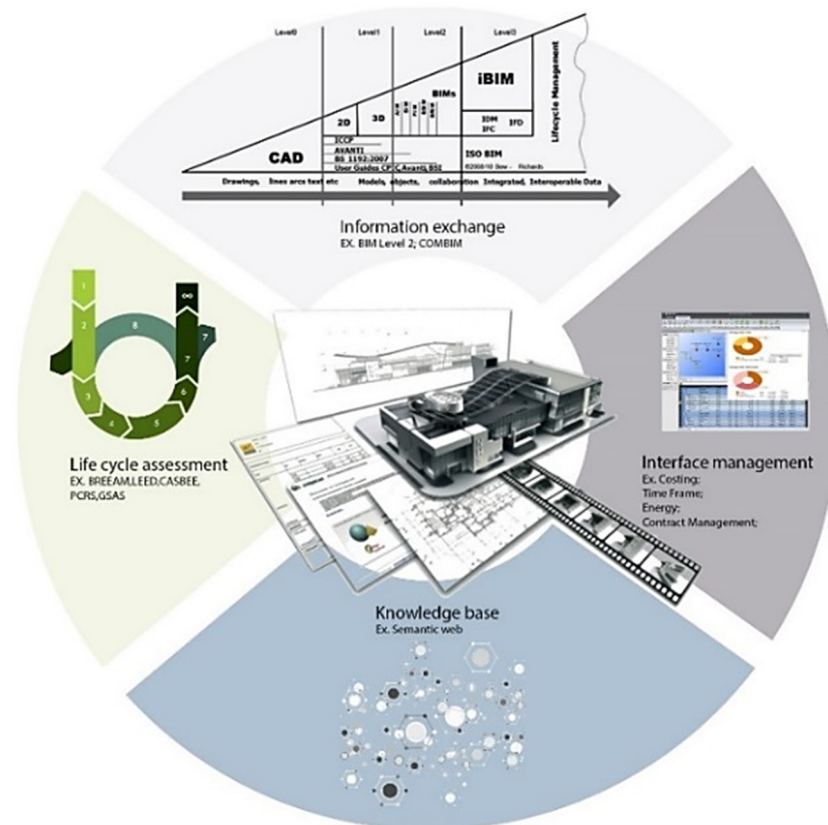 Level0 Level1 Level2 Level3
iBIM
BIMs
Lifecycle Management
2D 3D
IDM IFD
IFC
CAD
ICCP
AVANTI
BS 1192:2007
User Guides CPIC,Avanti,BSI
ISO BIM
Drawings, lines arcs text etc Models, objects, collaboration Integrated, Interoperable Data
Information exchange
EX. BIM Level 2; COMBIM
1
2
3
4
5
6
7
∞
8
7
Life cycle assessment
EX. BREEAM,LEED,CASBEE,
PCRS,GSAS
Interface management
Ex. Costing;
Time Frame;
Energy;
Contract Management;
Knowledge base
Ex. Semantic web